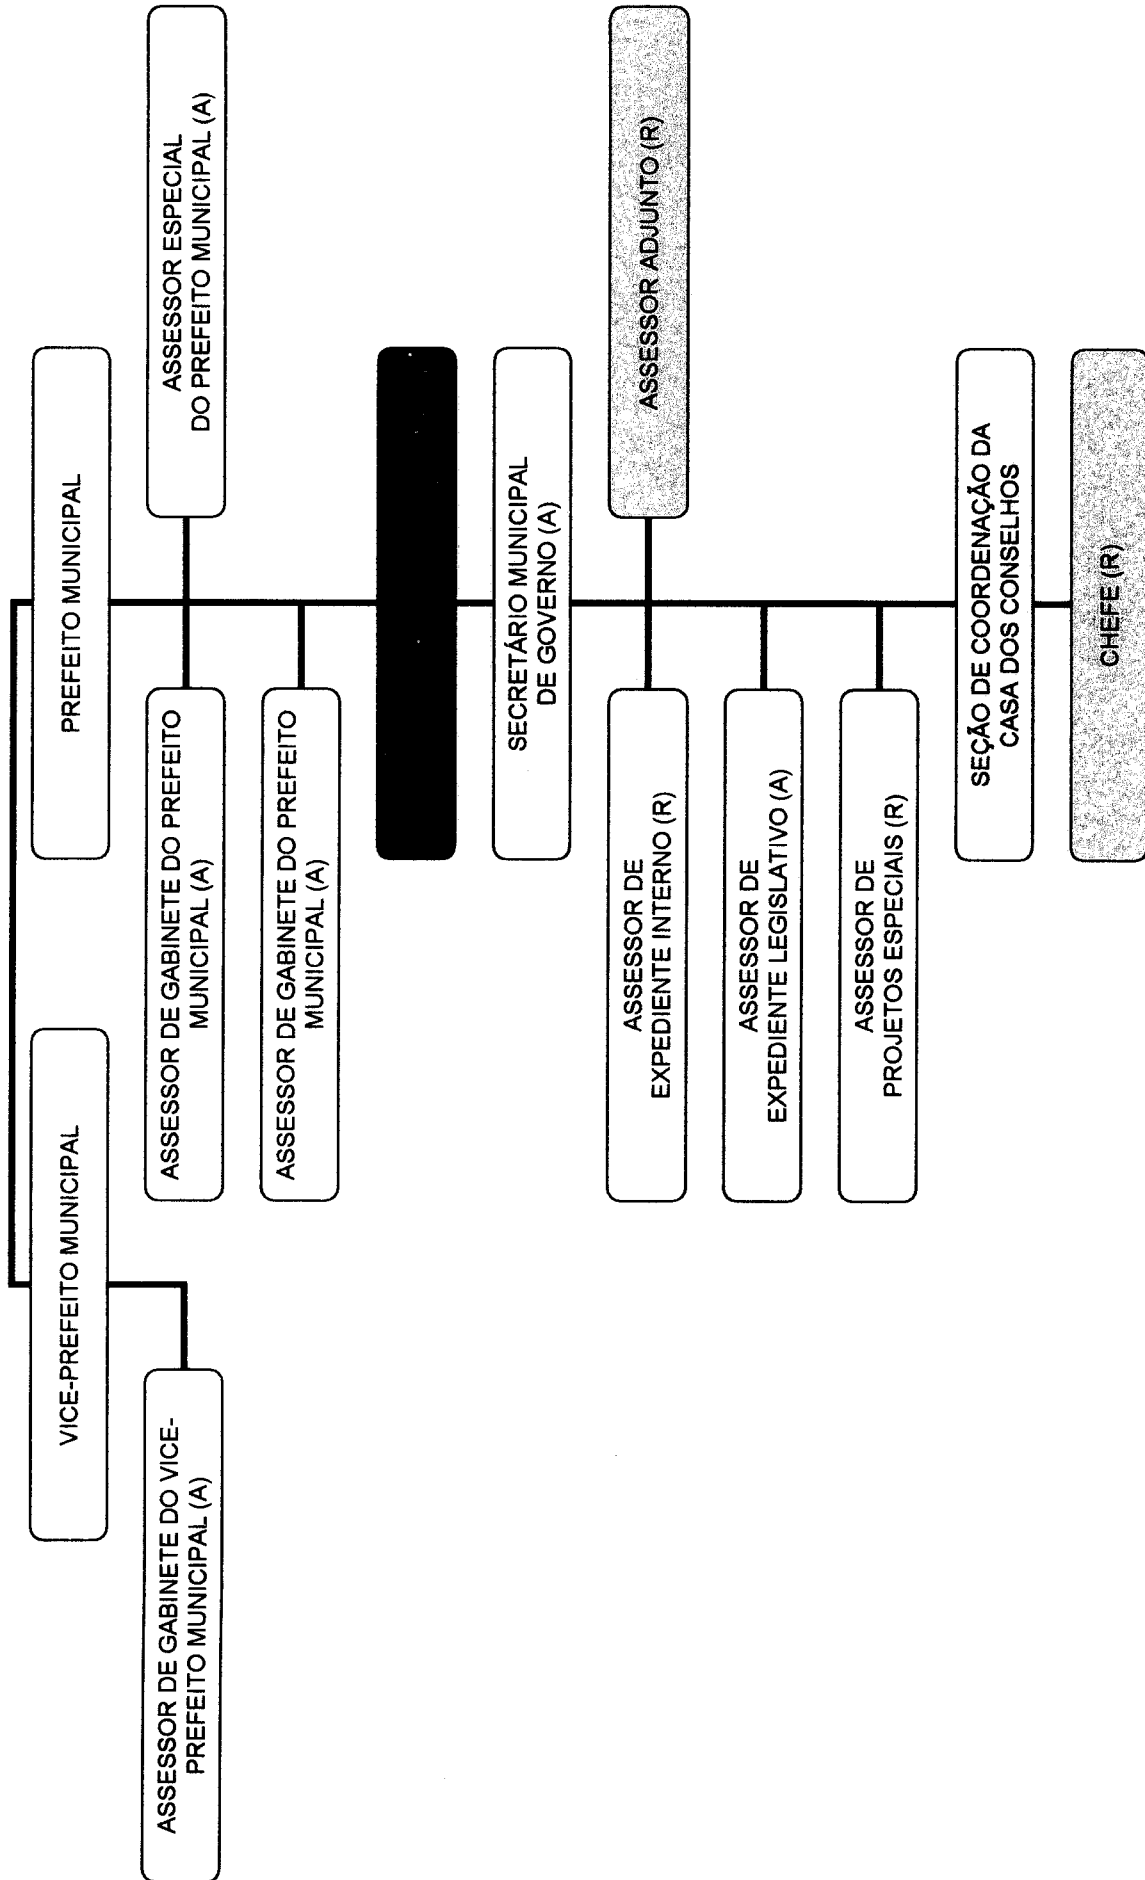 VICE-PREFEITO MUNICIPAL
PREFEITO MUNICIPAL
ASSESSOR DE GABINETE DO VICE-
PREFEITO MUNICIPAL (A)
ASSESSOR DE GABINETE DO PREFEITO
MUNICIPAL (A)
ASSESSOR ESPECIAL
DO PREFEITO MUNICIPAL (A)
ASSESSOR DE GABINETE DO PREFEITO
MUNICIPAL (A)
SECRETÁRIO MUNICIPAL
DE GOVERNO (A)
ASSESSOR DE
EXPEDIENTE INTERNO (R)
ASSESSOR ADJUNTO (R)
ASSESSOR DE
EXPEDIENTE LEGISLATIVO (A)
ASSESSOR DE
PROJETOS ESPECIAIS (R)
SEÇÃO DE COORDENAÇÃO DA
CASA DOS CONSELHOS
CHEFE (R)